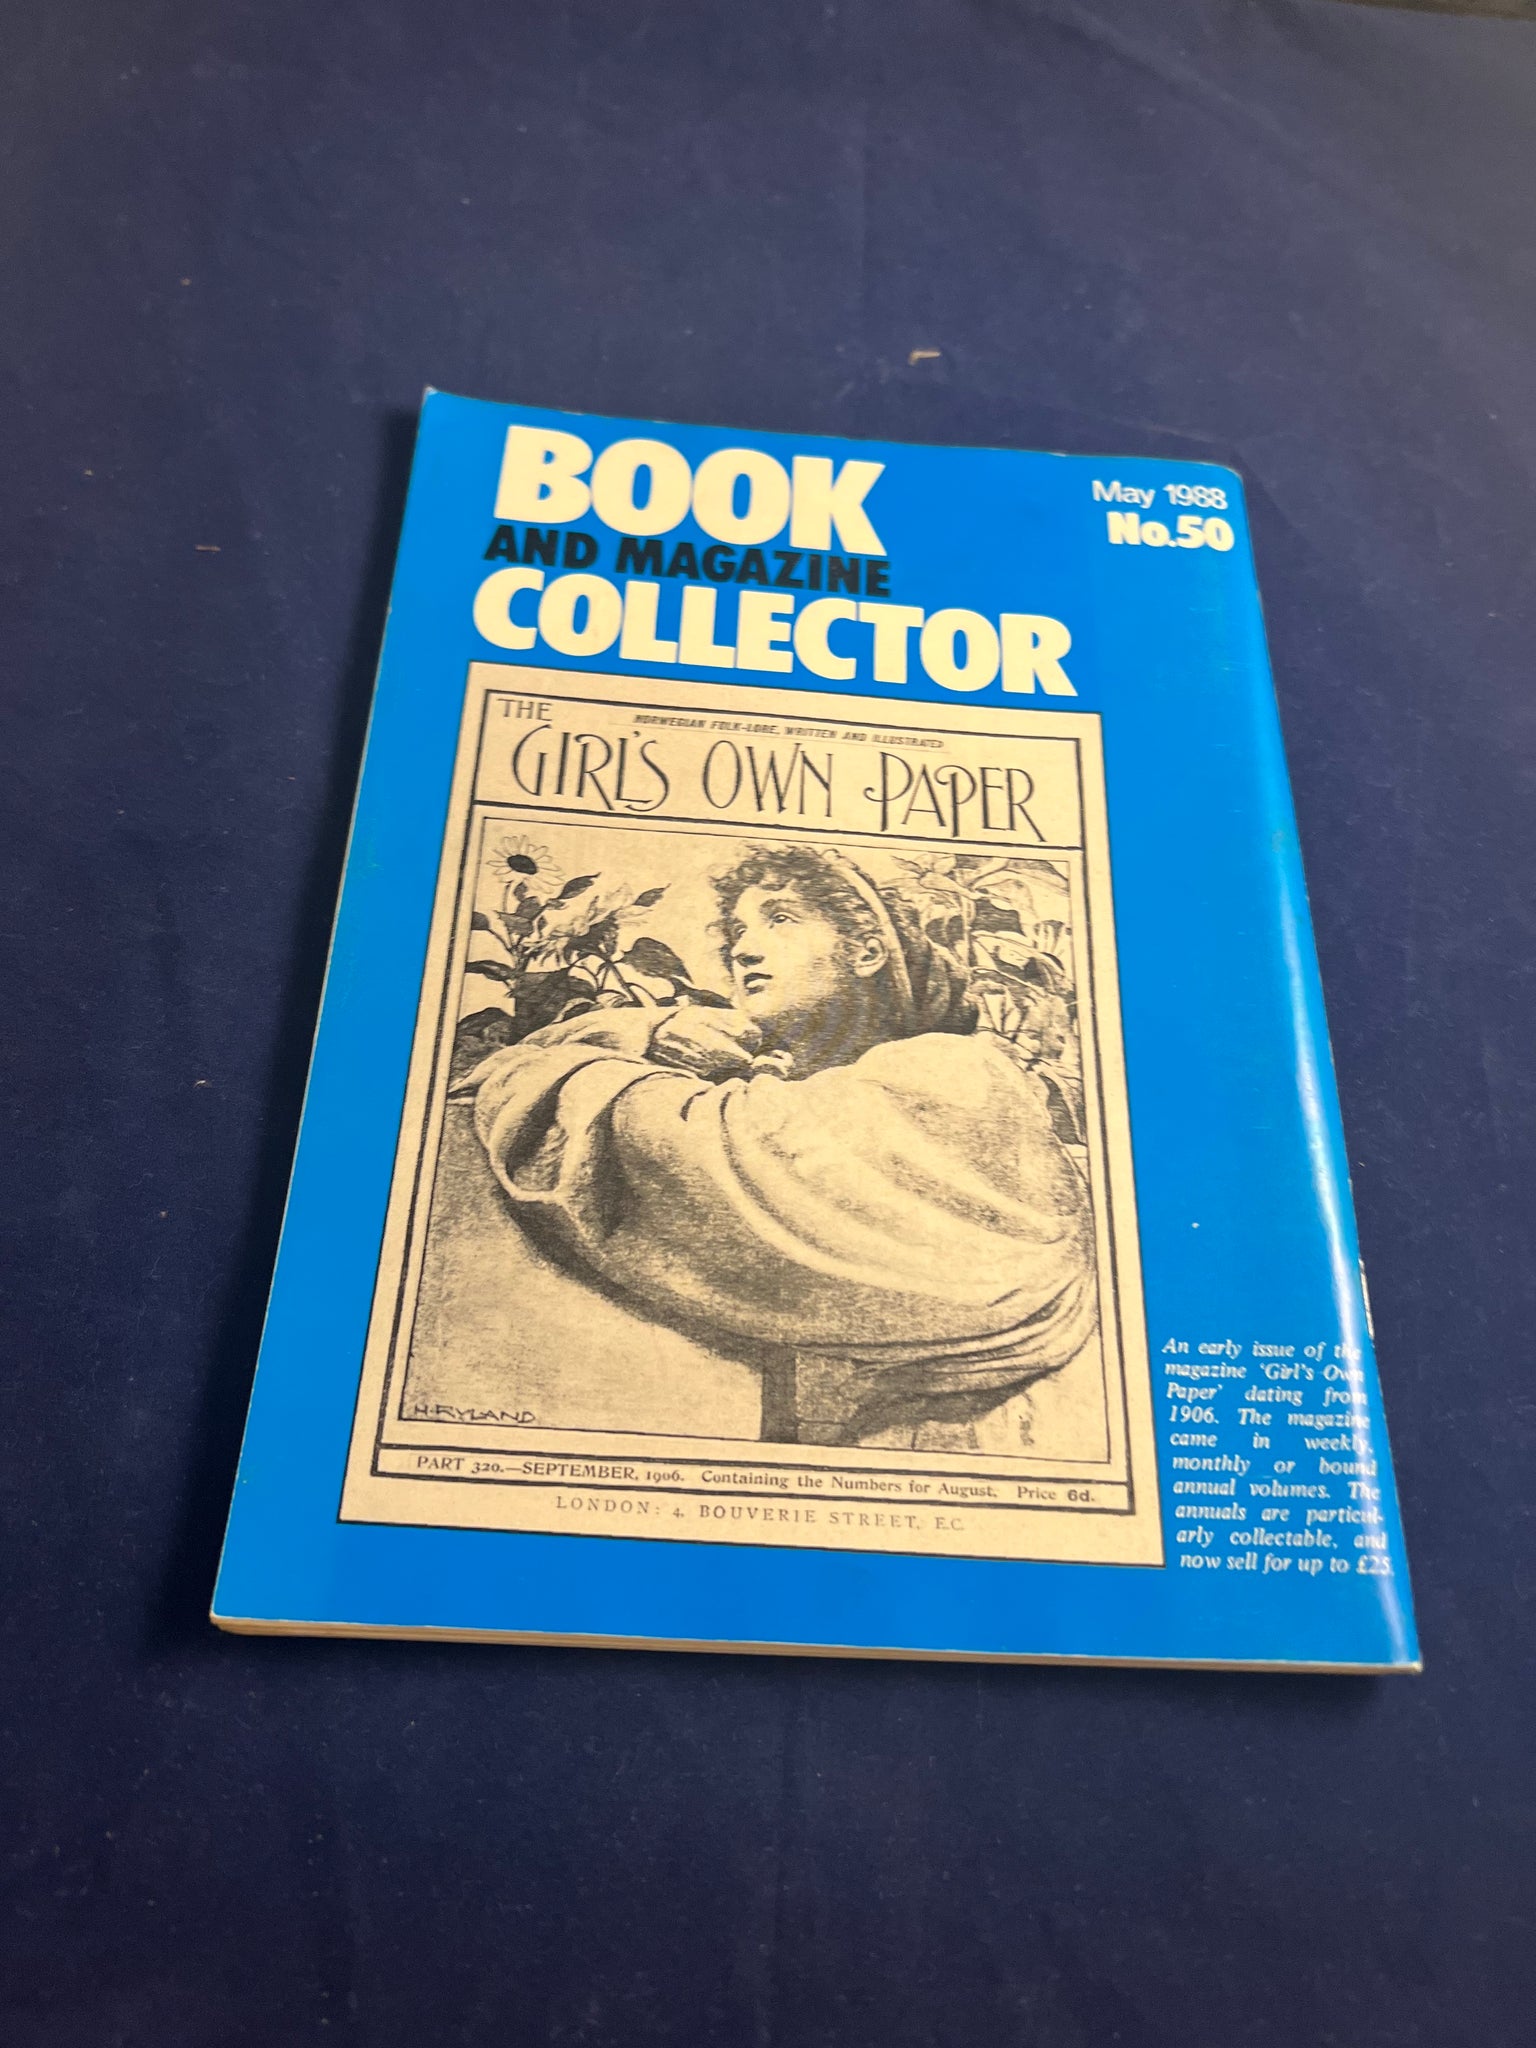 BOOK
AND MAGAZINE
COLLECTOR
May 1988
No.50
THE
NORWEGIAN FOLK-LORE, WRITTEN AND ILLUSTRATED
GIRL'S OWN PAPER
H. RYLAND
PART 320.—SEPTEMBER, 1906. Containing the Numbers for August. Price 6d.
LONDON: 4, BOUVERIE STREET, E.C.
An early issue of the
magazine 'Girl's Own
Paper' dating from
1906. The magazine
came in weekly,
monthly or bound
annual volumes. The
annuals are particul-
arly collectable, and
now sell for up to £25.